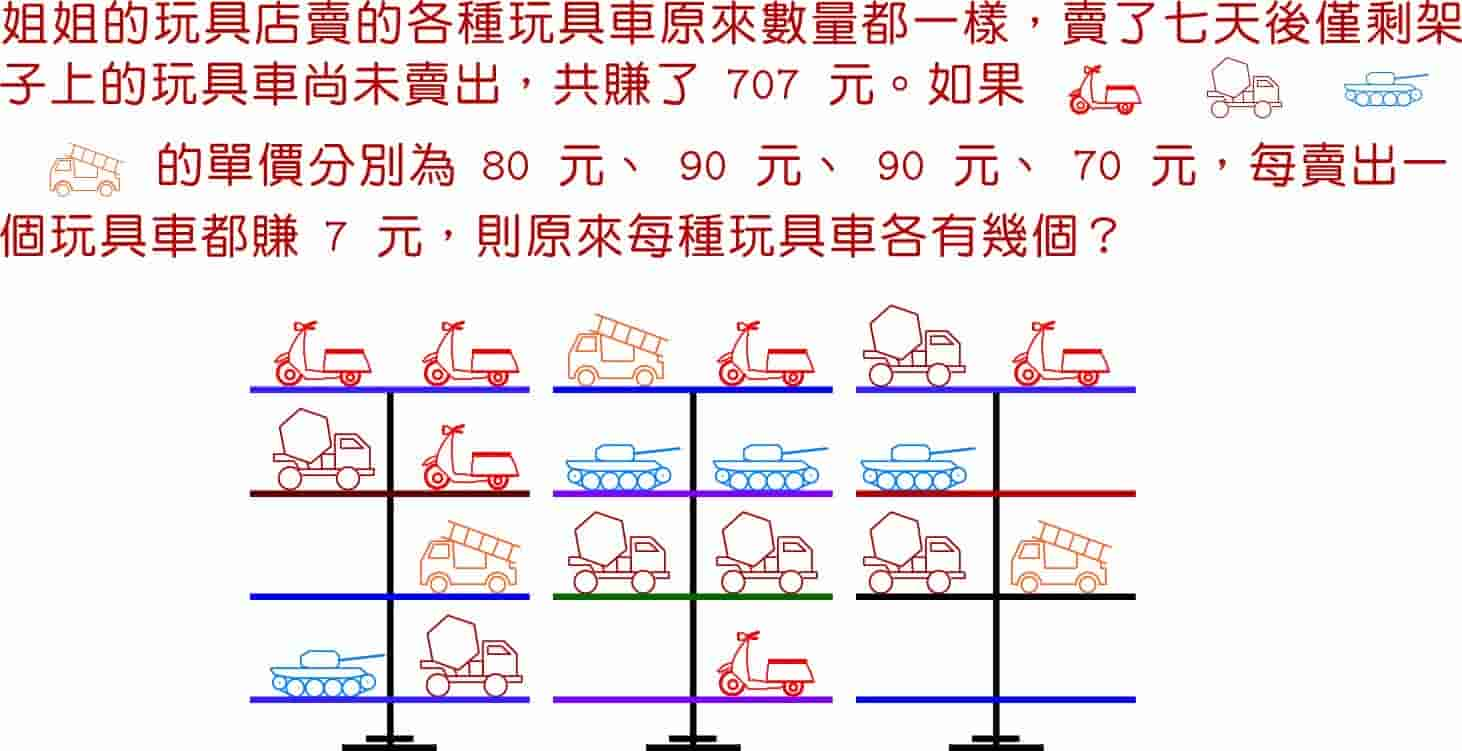 姐姐的玩具店賣的各種玩具車原來數量都一樣，賣了七天後僅剩架
子上的玩具車尚未賣出，共賺了 707 元。如果
的單價分別為 80 元、 90 元、 90 元、 70 元，每賣出一
個玩具車都賺 7 元，則原來每種玩具車各有幾個？